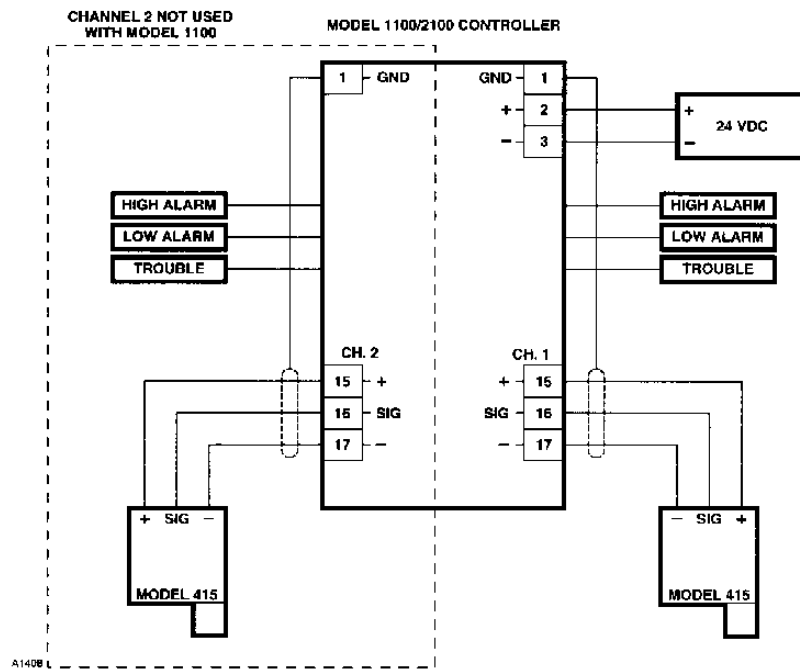 CHANNEL 2 NOT USED
WITH MODEL 1100
MODEL 1100/2100 CONTROLLER
1 GND
GND 1
+ 2
− 3
+
24 VDC
−
HIGH ALARM
LOW ALARM
TROUBLE
HIGH ALARM
LOW ALARM
TROUBLE
CH. 2
15 +
16 SIG
17 −
CH. 1
+ 15
SIG 16
− 17
+ SIG −
MODEL 415
− SIG +
MODEL 415
A1408